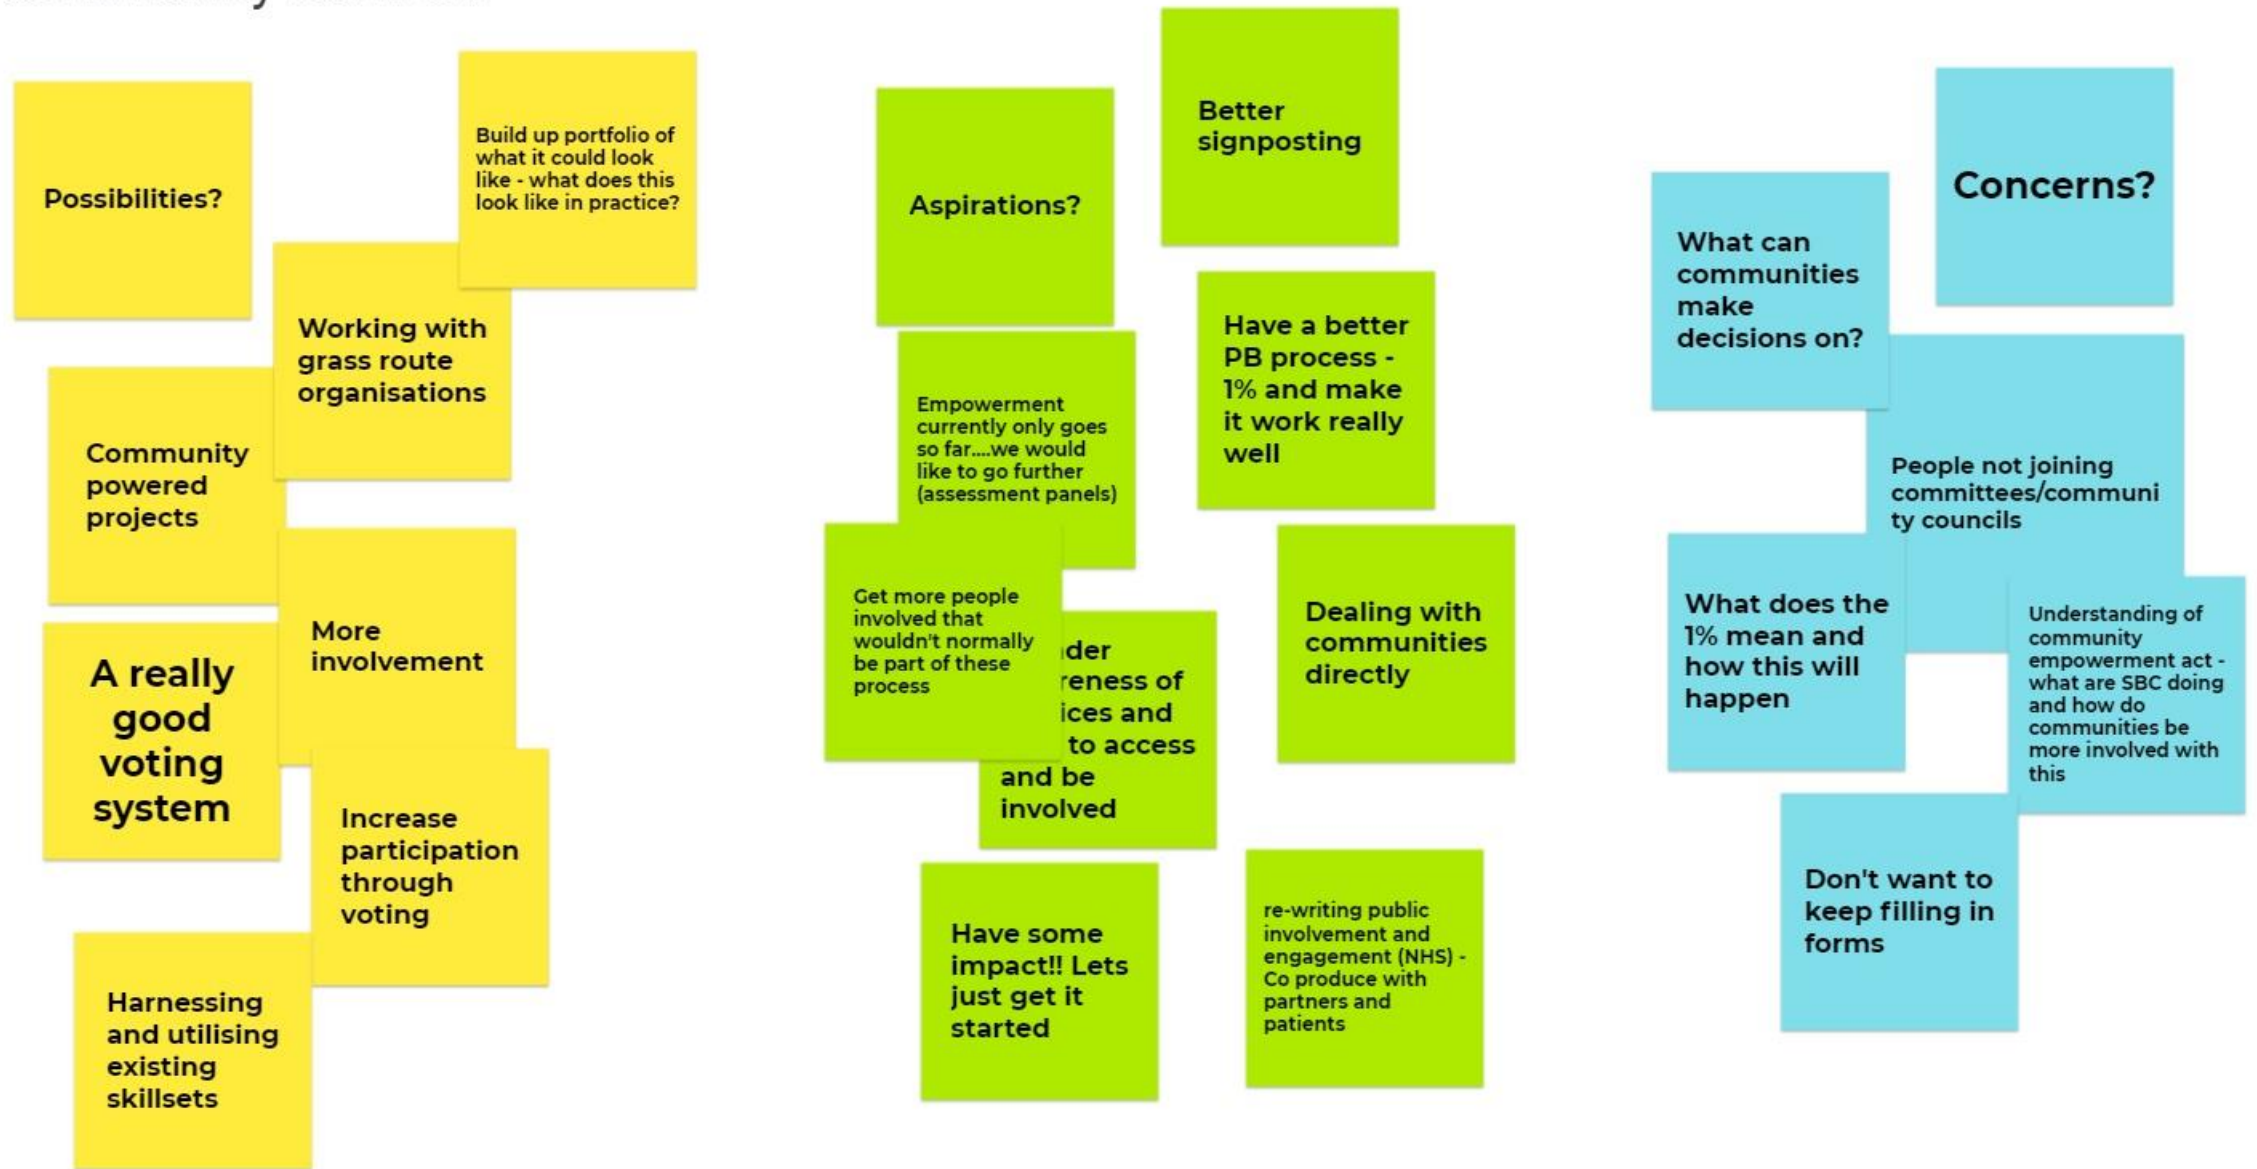 Possibilities?
Build up portfolio of
what it could look
like - what does this
look like in practice?
Working with
grass route
organisations
Community
powered
projects
More
involvement
A really
good
voting
system
Increase
participation
through
voting
Harnessing
and utilising
existing
skillsets
Aspirations?
Better
signposting
Have a better
PB process -
1% and make
it work really
well
Empowerment
currently only goes
so far....we would
like to go further
(assessment panels)
Get more people
involved that
wouldn't normally
be part of these
process
of
and
to access
and be
involved
Dealing with
communities
directly
Have some
impact!! Lets
just get it
started
re-writing public
involvement and
engagement (NHS) -
Co produce with
partners and
patients
Concerns?
What can
communities
make
decisions on?
People not joining
committees/communi
ty councils
What does the
1% mean and
how this will
happen
Understanding of
community
empowerment act -
what are SBC doing
and how do
communities be
more involved with
this
Don't want to
keep filling in
forms